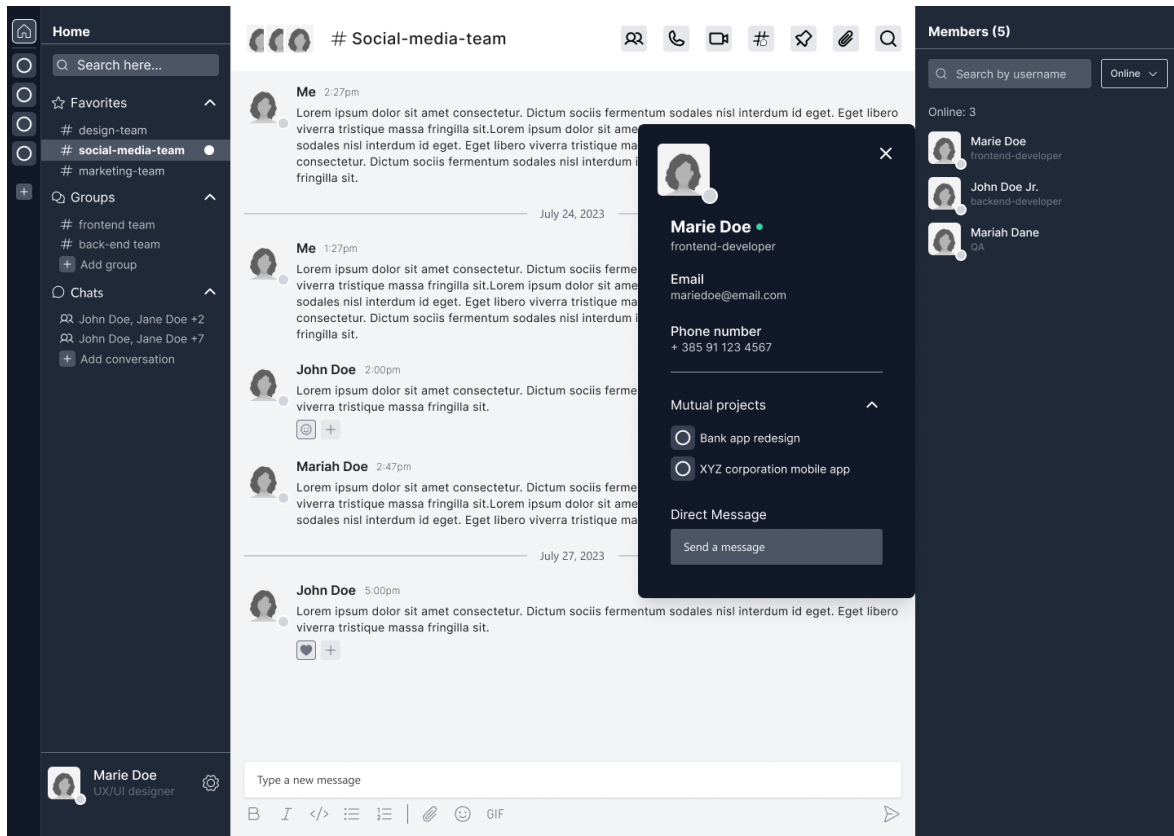 Home
Search here...
Favorites
# design-team
# social-media-team
# marketing-team
Groups
# frontend team
# back-end team
+ Add group
Chats
John Doe, Jane Doe +2
John Doe, Jane Doe +7
+ Add conversation
Marie Doe
UX/UI designer
# Social-media-team
Me 2:27pm
Lorem ipsum dolor sit amet consectetur. Dictum sociis fermentum sodales nisl interdum id eget. Eget libero
viverra tristique massa fringilla sit.Lorem ipsum dolor sit ame
sodales nisl interdum id eget. Eget libero viverra tristique ma
consectetur. Dictum sociis fermentum sodales nisl interdum i
fringilla sit.
July 24, 2023
Me 1:27pm
Lorem ipsum dolor sit amet consectetur. Dictum sociis ferme
viverra tristique massa fringilla sit.Lorem ipsum dolor sit ame
sodales nisl interdum id eget. Eget libero viverra tristique ma
consectetur. Dictum sociis fermentum sodales nisl interdum i
fringilla sit.
John Doe 2:00pm
Lorem ipsum dolor sit amet consectetur. Dictum sociis ferme
viverra tristique massa fringilla sit.
Mariah Doe 2:47pm
Lorem ipsum dolor sit amet consectetur. Dictum sociis ferme
viverra tristique massa fringilla sit.Lorem ipsum dolor sit ame
sodales nisl interdum id eget. Eget libero viverra tristique ma
July 27, 2023
John Doe 5:00pm
Lorem ipsum dolor sit amet consectetur. Dictum sociis fermentum sodales nisl interdum id eget. Eget libero
viverra tristique massa fringilla sit.
Type a new message
B I </> GIF
Marie Doe
frontend-developer
Email
mariedoe@email.com
Phone number
+ 385 91 123 4567
Mutual projects
Bank app redesign
XYZ corporation mobile app
Direct Message
Send a message
Members (5)
Search by username
Online
Online: 3
Marie Doe
frontend-developer
John Doe Jr.
backend-developer
Mariah Dane
QA